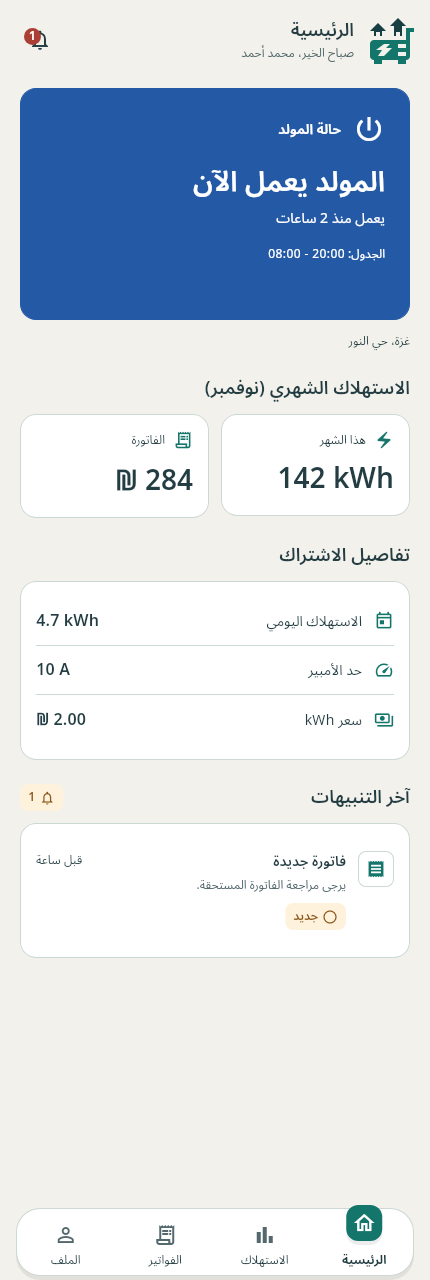 الرئيسية
صباح الخير، محمد أحمد
1
حالة المولد
المولد يعمل الآن
يعمل منذ 2 ساعات
الجدول: 20:00 - 08:00
غزة، حي النور
الاستهلاك الشهري (نوفمبر)
هذا الشهر
142 kWh
الفاتورة
284 ₪
تفاصيل الاشتراك
الاستهلاك اليومي
4.7 kWh
حد الأمبير
10 A
سعر kWh
2.00 ₪
آخر التنبيهات
1
فاتورة جديدة
قبل ساعة
يرجى مراجعة الفاتورة المستحقة.
جديد
الرئيسية
الاستهلاك
الفواتير
الملف